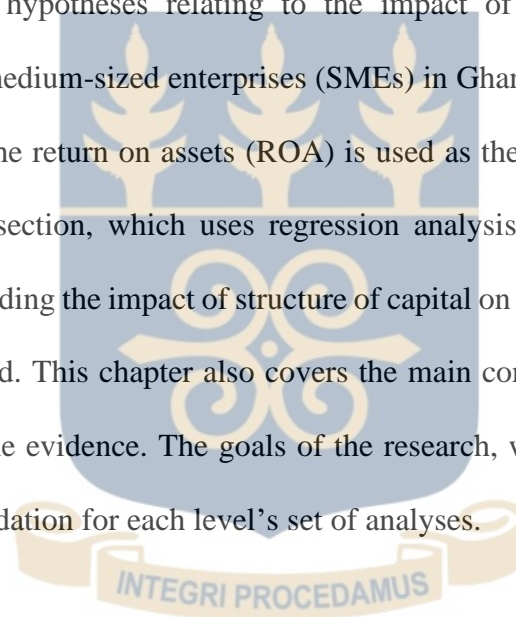 hypotheses relating to the impact of
medium-sized enterprises (SMEs) in Ghan
he return on assets (ROA) is used as the
section, which uses regression analysis
ding the impact of structure of capital on
d. This chapter also covers the main con
e evidence. The goals of the research, w
dation for each level’s set of analyses.
INTEGRI PROCEDAMUS